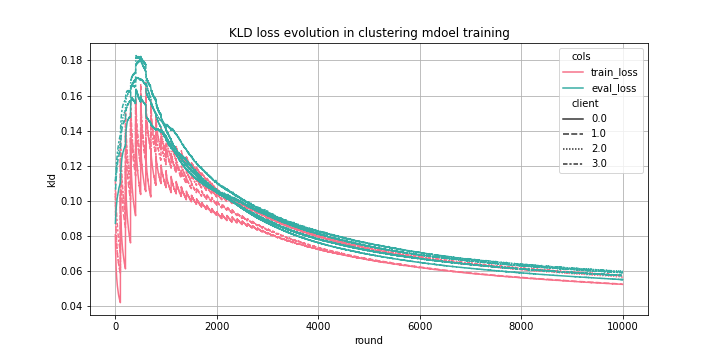 KLD loss evolution in clustering mdoel training
cols
train_loss
eval_loss
client
0.0
1.0
2.0
3.0
kld
0.18
0.16
0.14
0.12
0.10
0.08
0.06
0.04
0
2000
4000
6000
8000
10000
round